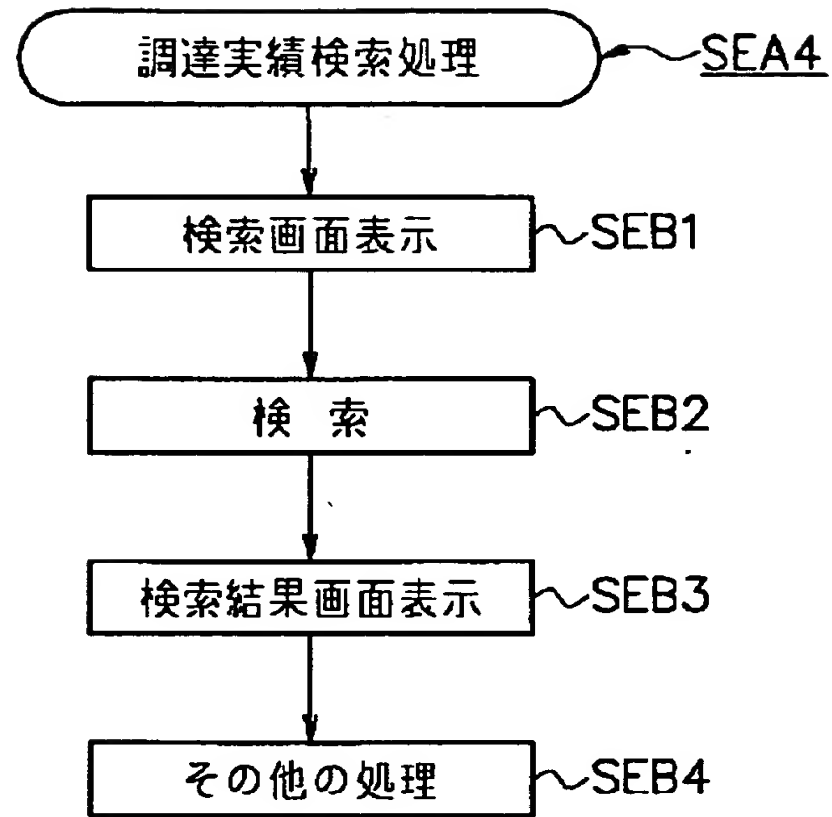 調達実績検索処理 SEA4
検索画面表示 SEB1
検 索 SEB2
検索結果画面表示 SEB3
その他の処理 SEB4